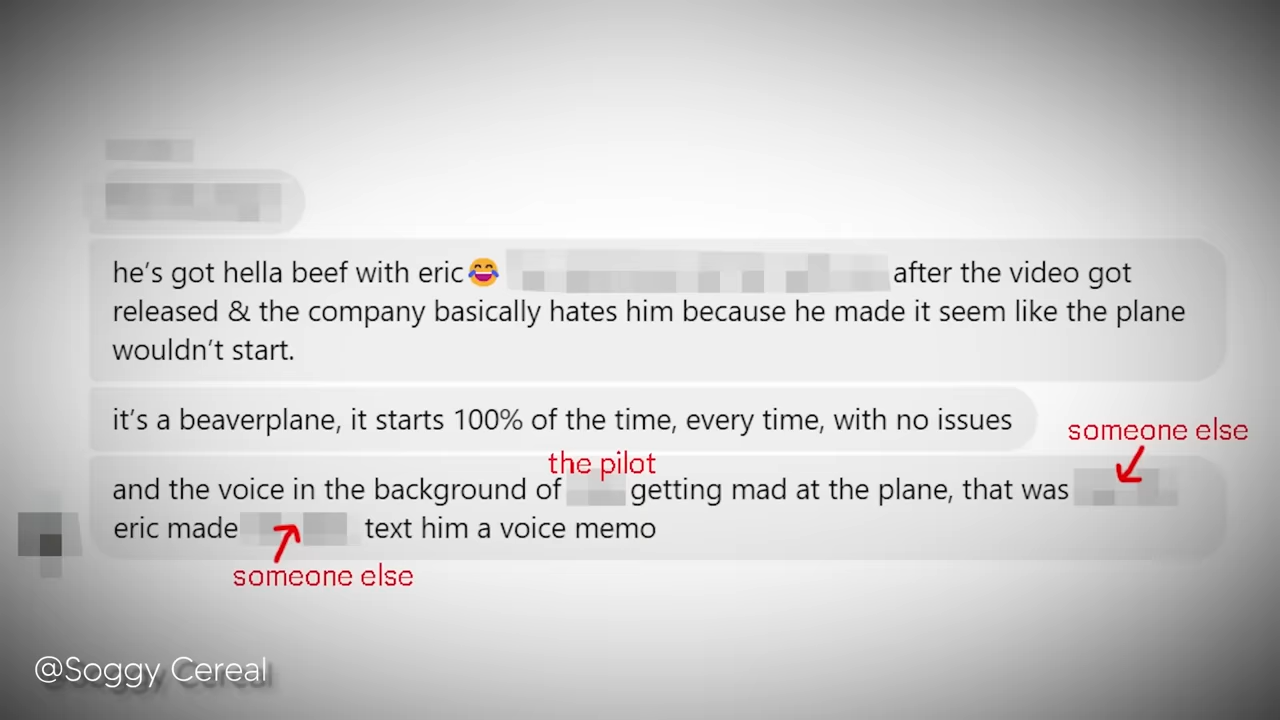 he's got hella beef with eric😂 after the video got
released & the company basically hates him because he made it seem like the plane
wouldn't start.
it's a beaverplane, it starts 100% of the time, every time, with no issues
someone else
the pilot
and the voice in the background of getting mad at the plane, that was
eric made text him a voice memo
someone else
@Soggy Cereal